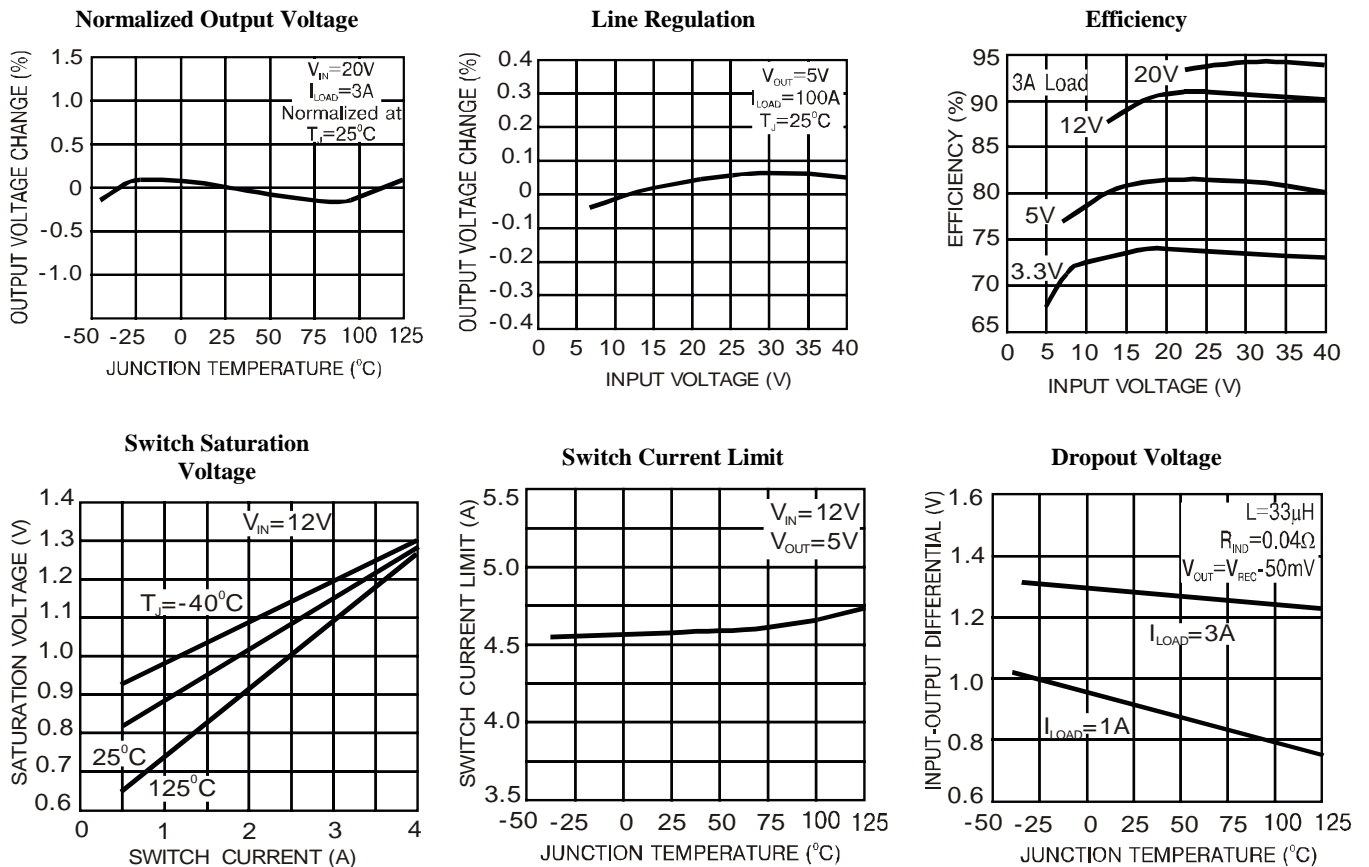 Normalized Output Voltage
OUTPUT VOLTAGE CHANGE (%)
1.5
1.0
0.5
0
-0.5
-1.0
V_IN=20V
I_LOAD=3A
Normalized at
T_J=25°C
-50 -25 0 25 50 75 100 125
JUNCTION TEMPERATURE (°C)
Line Regulation
OUTPUT VOLTAGE CHANGE (%)
0.4
0.3
0.2
0.1
0
-0.1
-0.2
-0.3
-0.4
V_OUT=5V
I_LOAD=100A
T_J=25°C
0 5 10 15 20 25 30 35 40
INPUT VOLTAGE (V)
Efficiency
EFFICIENCY (%)
95
90
85
80
75
70
65
3A Load
20V
12V
5V
3.3V
0 5 10 15 20 25 30 35 40
INPUT VOLTAGE (V)
Switch Saturation
Voltage
SATURATION VOLTAGE (V)
1.4
1.3
1.2
1.1
1.0
0.9
0.8
0.7
0.6
V_IN=12V
T_J=-40°C
25°C
125°C
0 1 2 3 4
SWITCH CURRENT (A)
Switch Current Limit
SWITCH CURRENT LIMIT (A)
5.5
5.0
4.5
4.0
3.5
V_IN=12V
V_OUT=5V
-50 -25 0 25 50 75 100 125
JUNCTION TEMPERATURE (°C)
Dropout Voltage
INPUT-OUTPUT DIFFERENTIAL (V)
1.6
1.4
1.2
1.0
0.8
0.6
L=33µH
R_IND=0.04Ω
V_OUT=V_REC-50mV
I_LOAD=3A
I_LOAD=1A
-50 -25 0 25 50 75 100 125
JUNCTION TEMPERATURE (°C)